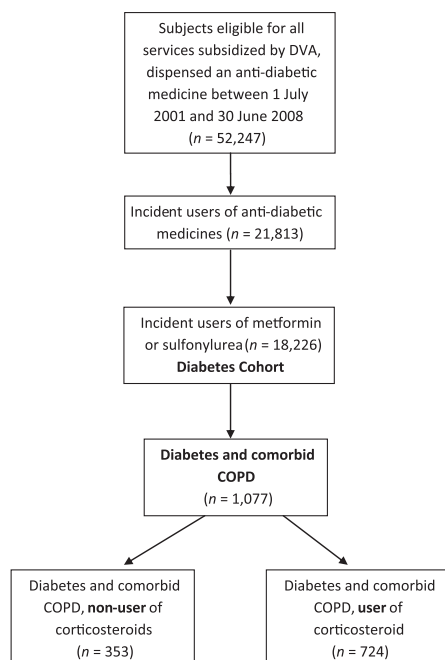 Subjects eligible for all
services subsidized by DVA,
dispensed an anti-diabetic
medicine between 1 July
2001 and 30 June 2008
(n = 52,247)
Incident users of anti-diabetic
medicines (n = 21,813)
Incident users of metformin
or sulfonylurea (n = 18,226)
Diabetes Cohort
Diabetes and comorbid
COPD
(n = 1,077)
Diabetes and comorbid
COPD, non-user of
corticosteroids
(n = 353)
Diabetes and comorbid
COPD, user of
corticosteroid
(n = 724)